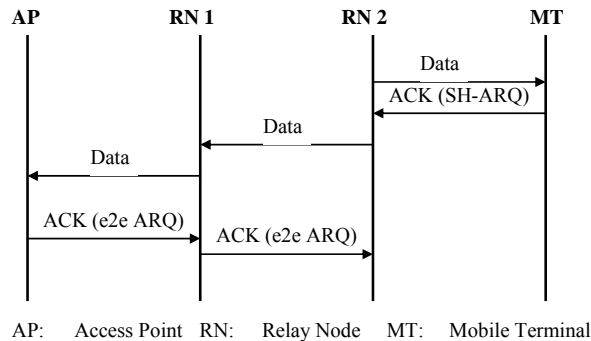 AP RN 1 RN 2 MT
Data
ACK (SH-ARQ)
Data
Data
ACK (e2e ARQ)
ACK (e2e ARQ)
AP: Access Point RN: Relay Node MT: Mobile Terminal